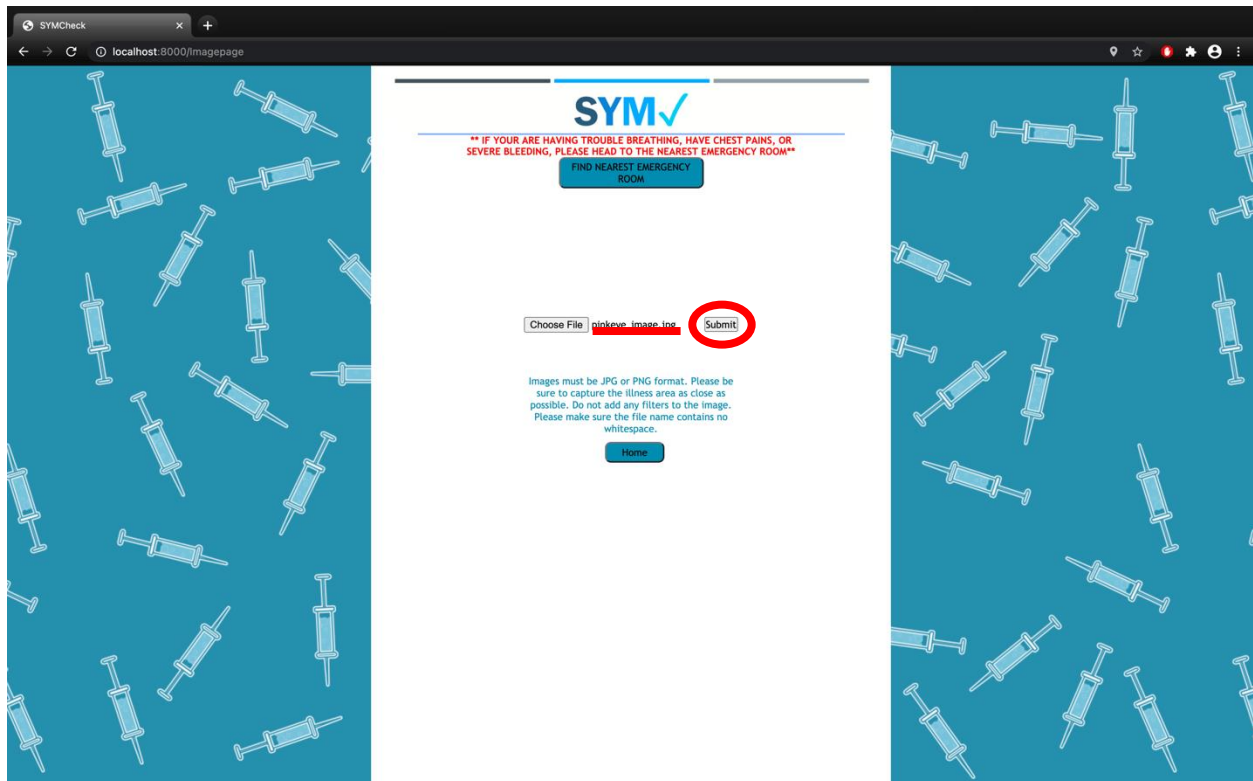 SYMCheck
localhost:8000/Imagepage
SYM✓
** IF YOUR ARE HAVING TROUBLE BREATHING, HAVE CHEST PAINS, OR
SEVERE BLEEDING, PLEASE HEAD TO THE NEAREST EMERGENCY ROOM**
FIND NEAREST EMERGENCY
ROOM
Choose File pinkeye_image.jpg Submit
Images must be JPG or PNG format. Please be
sure to capture the illness area as close as
possible. Do not add any filters to the image.
Please make sure the file name contains no
whitespace.
Home